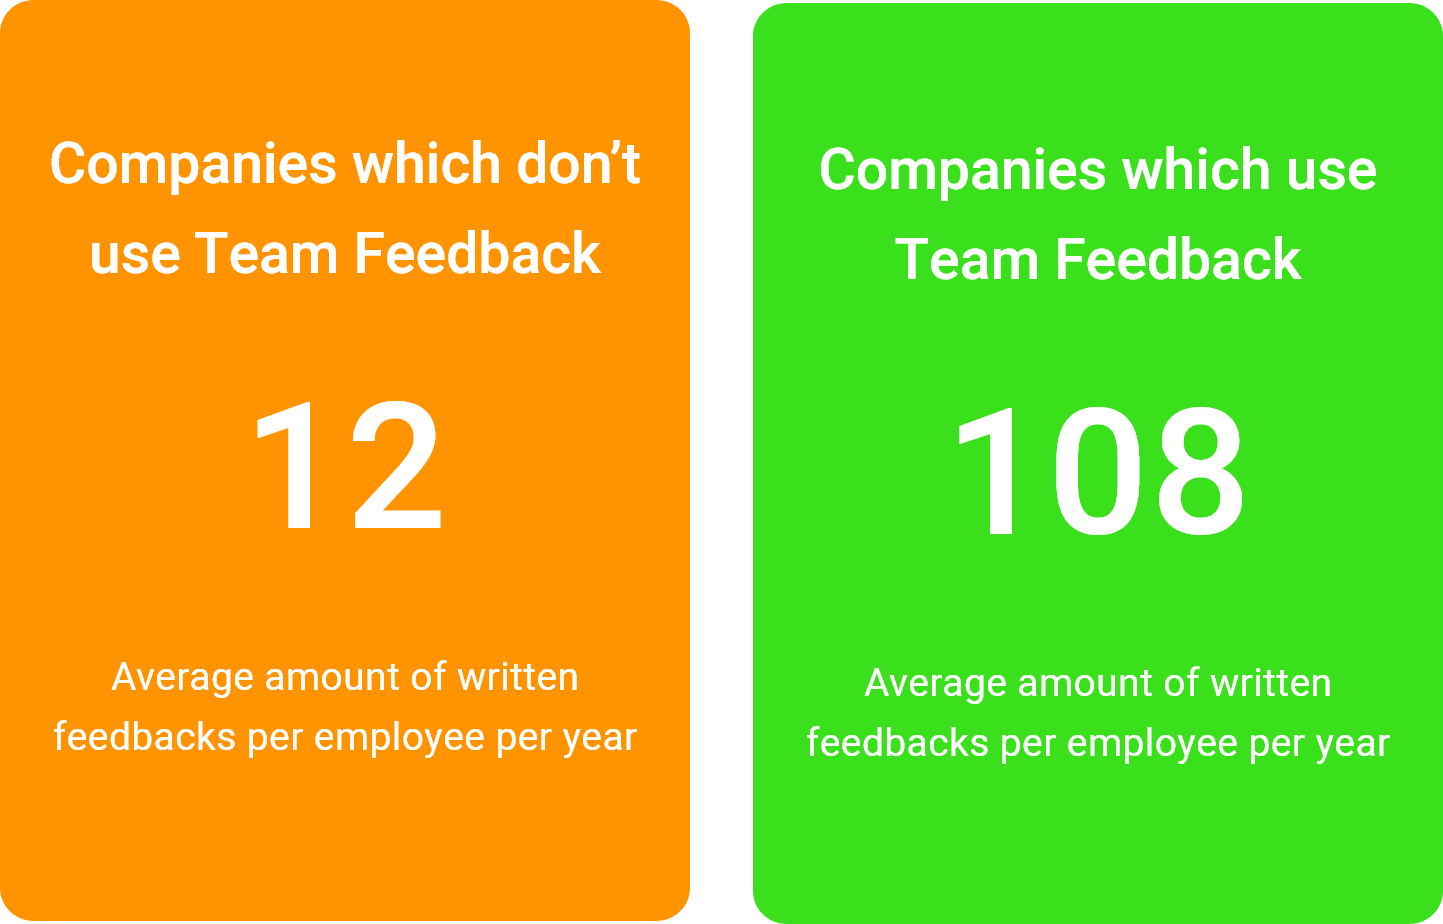 Companies which don’t
use Team Feedback
12
Average amount of written
feedbacks per employee per year
Companies which use
Team Feedback
108
Average amount of written
feedbacks per employee per year